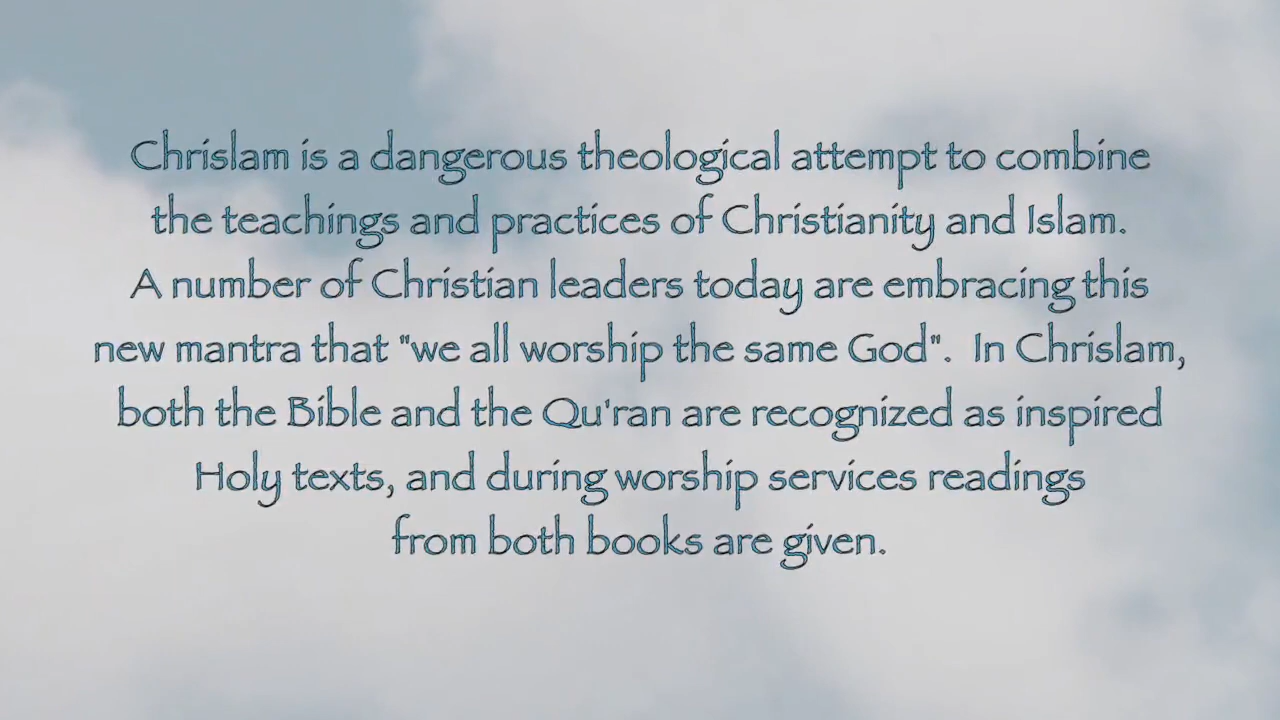 Chrislam is a dangerous theological attempt to combine
the teachings and practices of Christianity and Islam.
A number of Christian leaders today are embracing this
new mantra that "we all worship the same God".  In Chrislam,
both the Bible and the Qu'ran are recognized as inspired
Holy texts, and during worship services readings
from both books are given.